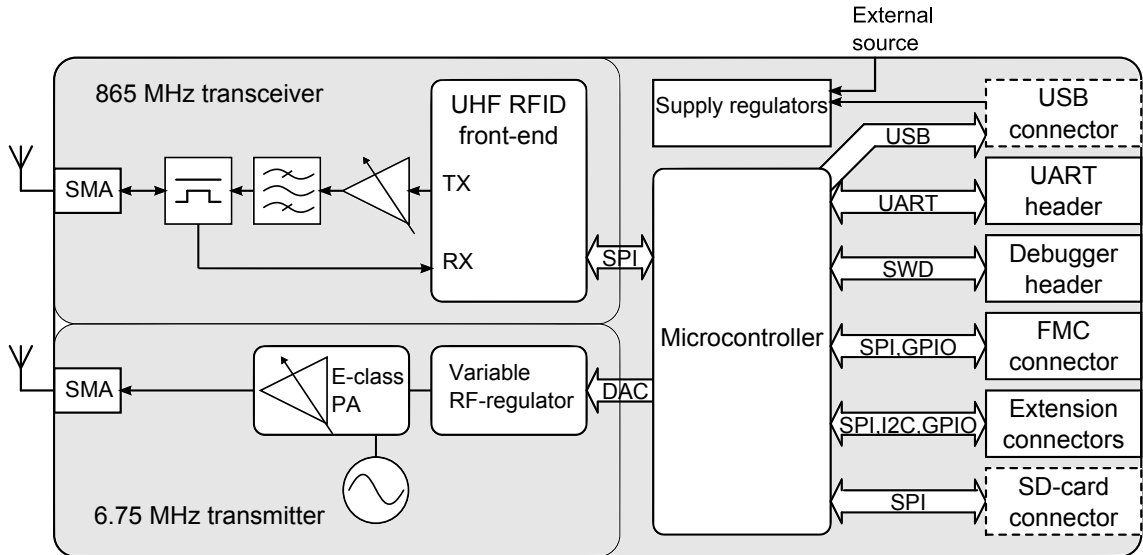 External
source
865 MHz transceiver
UHF RFID
front-end
Supply regulators
USB
connector
USB
SMA
TX
UART
UART
header
RX
SPI
SWD
Debugger
header
Microcontroller
SPI,GPIO
FMC
connector
SMA
E-class
PA
Variable
RF-regulator
DAC
SPI,I2C,GPIO
Extension
connectors
6.75 MHz transmitter
SPI
SD-card
connector